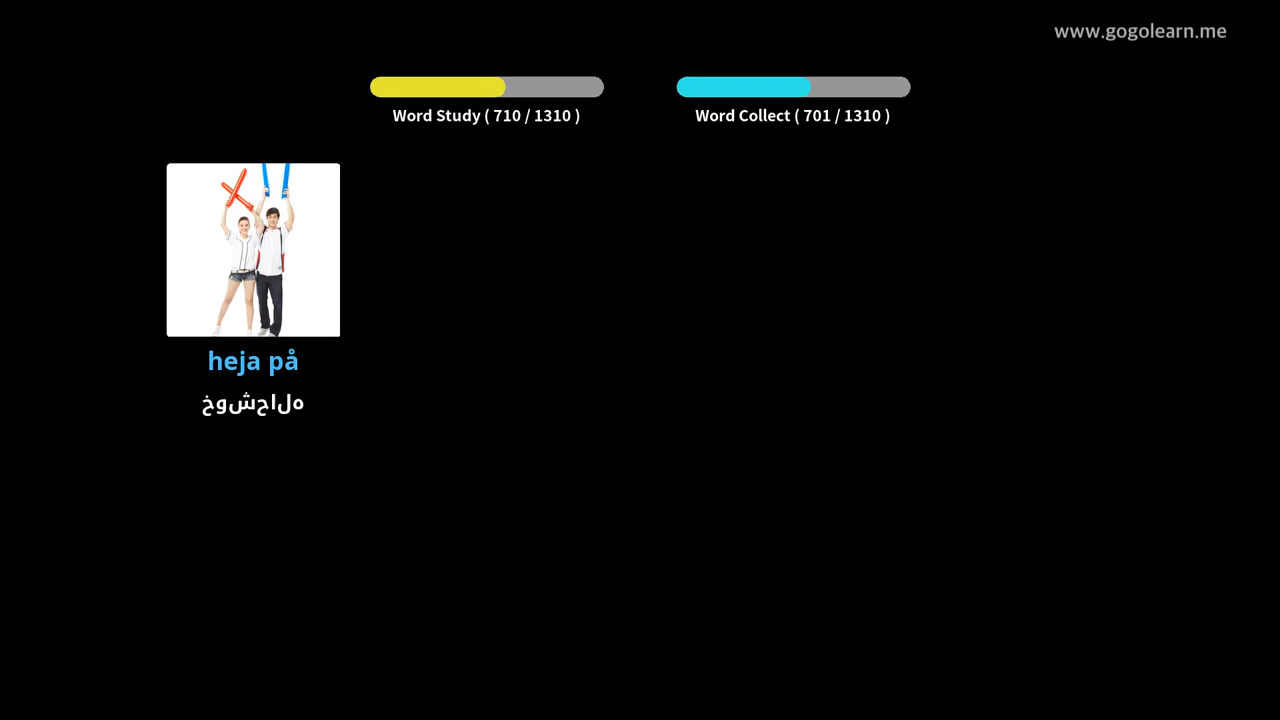 www.gogolearn.me
Word Study ( 710 / 1310 )
Word Collect ( 701 / 1310 )
heja på
خوشحاله